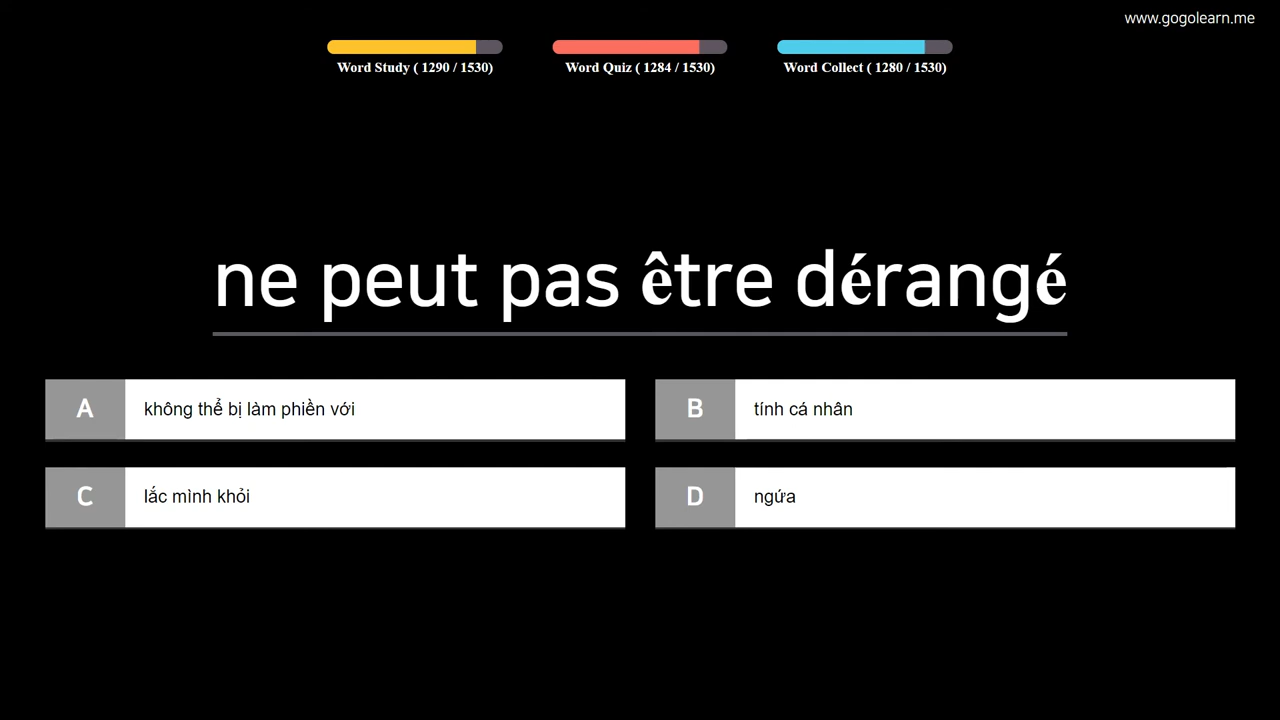 www.gogolearn.me
Word Study ( 1290 / 1530)
Word Quiz ( 1284 / 1530)
Word Collect ( 1280 / 1530)
ne peut pas être dérangé
A không thể bị làm phiền với
B tính cá nhân
C lắc mình khỏi
D ngứa